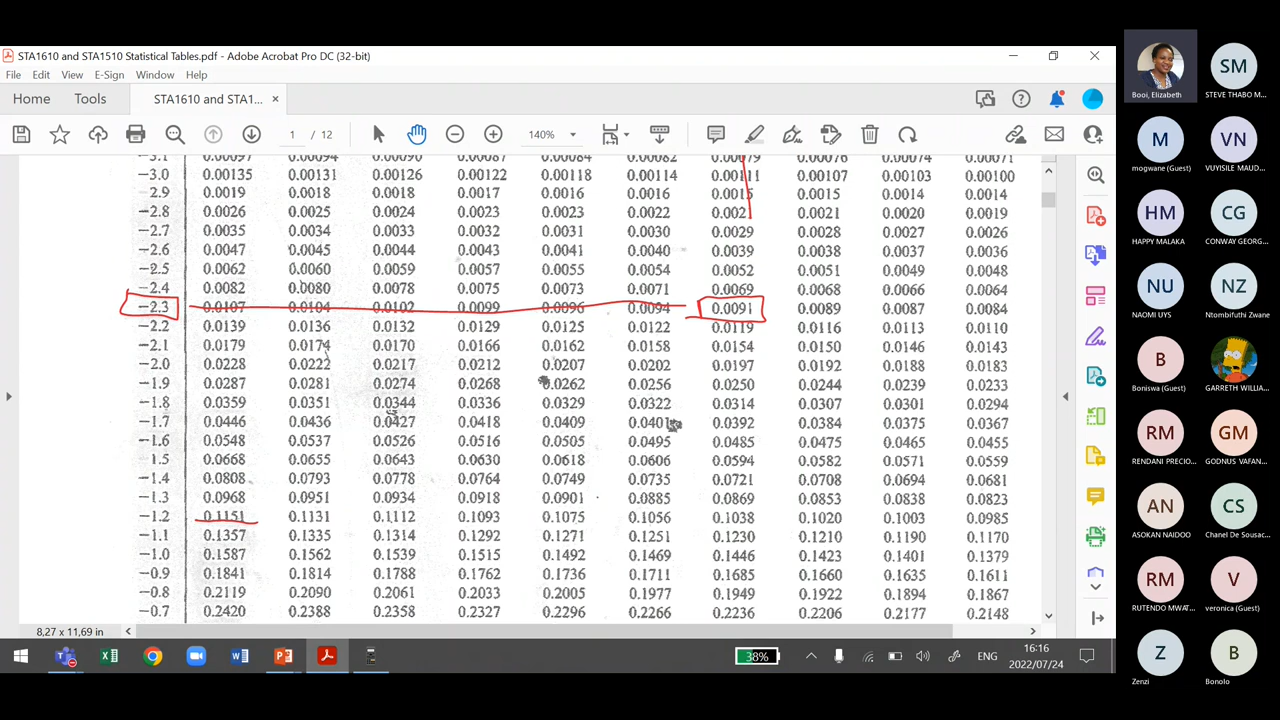 STA1610 and STA1510 Statistical Tables.pdf - Adobe Acrobat Pro DC (32-bit)
File Edit View E-Sign Window Help
Home Tools STA1610 and STA1... ×
1 / 12 140%
−3.0 0.00135 0.00131 0.00126 0.00122 0.00118 0.00114 0.00111 0.00107 0.00103 0.00100
−2.9 0.0019 0.0018 0.0018 0.0017 0.0016 0.0016 0.0015 0.0015 0.0014 0.0014
−2.8 0.0026 0.0025 0.0024 0.0023 0.0023 0.0022 0.0021 0.0021 0.0020 0.0019
−2.7 0.0035 0.0034 0.0033 0.0032 0.0031 0.0030 0.0029 0.0028 0.0027 0.0026
−2.6 0.0047 0.0045 0.0044 0.0043 0.0041 0.0040 0.0039 0.0038 0.0037 0.0036
−2.5 0.0062 0.0060 0.0059 0.0057 0.0055 0.0054 0.0052 0.0051 0.0049 0.0048
−2.4 0.0082 0.0080 0.0078 0.0075 0.0073 0.0071 0.0069 0.0068 0.0066 0.0064
−2.3 0.0107 0.0104 0.0102 0.0099 0.0096 0.0094 0.0091 0.0089 0.0087 0.0084
−2.2 0.0139 0.0136 0.0132 0.0129 0.0125 0.0122 0.0119 0.0116 0.0113 0.0110
−2.1 0.0179 0.0174 0.0170 0.0166 0.0162 0.0158 0.0154 0.0150 0.0146 0.0143
−2.0 0.0228 0.0222 0.0217 0.0212 0.0207 0.0202 0.0197 0.0192 0.0188 0.0183
−1.9 0.0287 0.0281 0.0274 0.0268 0.0262 0.0256 0.0250 0.0244 0.0239 0.0233
−1.8 0.0359 0.0351 0.0344 0.0336 0.0329 0.0322 0.0314 0.0307 0.0301 0.0294
−1.7 0.0446 0.0436 0.0427 0.0418 0.0409 0.0401 0.0392 0.0384 0.0375 0.0367
−1.6 0.0548 0.0537 0.0526 0.0516 0.0505 0.0495 0.0485 0.0475 0.0465 0.0455
−1.5 0.0668 0.0655 0.0643 0.0630 0.0618 0.0606 0.0594 0.0582 0.0571 0.0559
−1.4 0.0808 0.0793 0.0778 0.0764 0.0749 0.0735 0.0721 0.0708 0.0694 0.0681
−1.3 0.0968 0.0951 0.0934 0.0918 0.0901 0.0885 0.0869 0.0853 0.0838 0.0823
−1.2 0.1151 0.1131 0.1112 0.1093 0.1075 0.1056 0.1038 0.1020 0.1003 0.0985
−1.1 0.1357 0.1335 0.1314 0.1292 0.1271 0.1251 0.1230 0.1210 0.1190 0.1170
−1.0 0.1587 0.1562 0.1539 0.1515 0.1492 0.1469 0.1446 0.1423 0.1401 0.1379
−0.9 0.1841 0.1814 0.1788 0.1762 0.1736 0.1711 0.1685 0.1660 0.1635 0.1611
−0.8 0.2119 0.2090 0.2061 0.2033 0.2005 0.1977 0.1949 0.1922 0.1894 0.1867
−0.7 0.2420 0.2388 0.2358 0.2327 0.2296 0.2266 0.2236 0.2206 0.2177 0.2148
8,27 x 11,69 in
38% ENG 16:16
2022/07/24
SM
Booi, Elizabeth STEVE THABO M...
M VN
mogwane (Guest) VUYISILE MAUD...
HM CG
HAPPY MALAKA CONWAY GEORG...
NU NZ
NAOMI UYS Ntombifuthi Zwane
B
Boniswa (Guest) GARRETH WILLIA...
RM GM
RENDANI PRECIO... GODNUS VAFAN...
AN CS
ASOKAN NAIDOO Chanel De Sousac...
RM V
RUTENDO MWAT... veronica (Guest)
Z B
Zenzi Bonolo